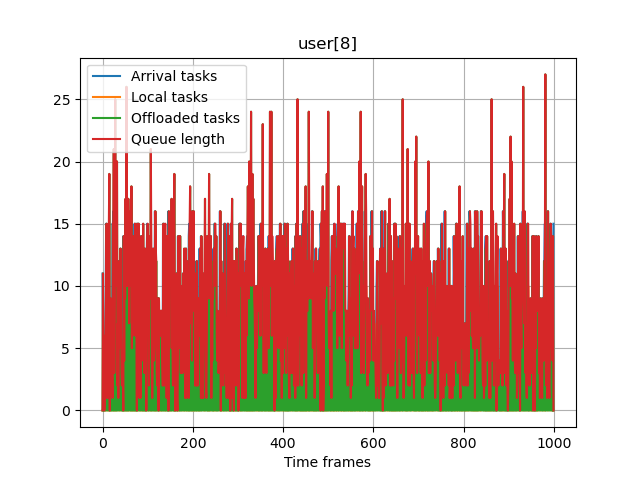 user[8]
Arrival tasks
Local tasks
Offloaded tasks
Queue length
25
20
15
10
5
0
0 200 400 600 800 1000
Time frames